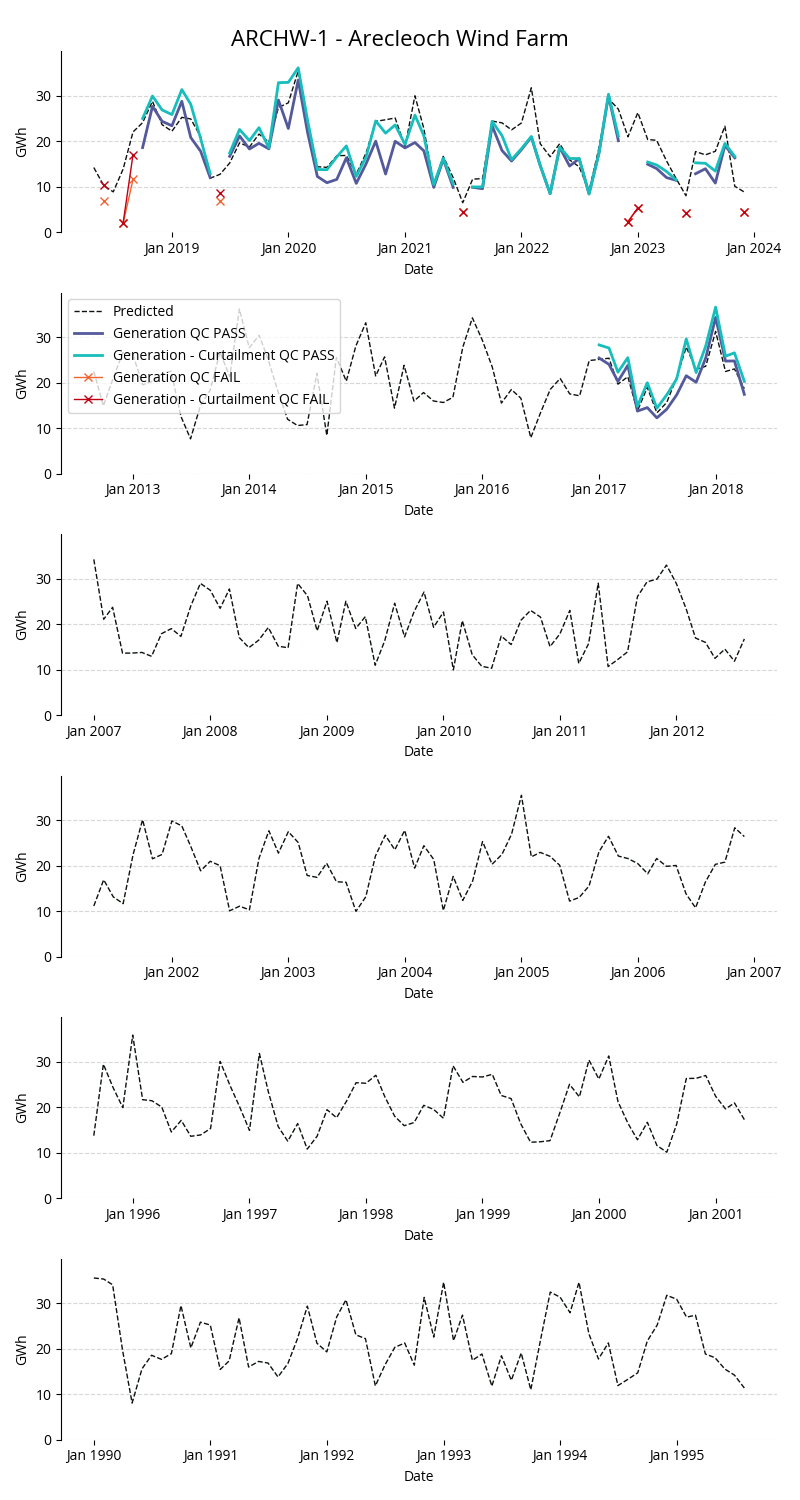 ARCHW-1 - Arecleoch Wind Farm
30
20
10
0
GWh
Jan 2019 Jan 2020 Jan 2021 Jan 2022 Jan 2023 Jan 2024
Date
Predicted
Generation QC PASS
Generation - Curtailment QC PASS
Generation QC FAIL
Generation - Curtailment QC FAIL
30
20
10
0
GWh
Jan 2013 Jan 2014 Jan 2015 Jan 2016 Jan 2017 Jan 2018
Date
30
20
10
0
GWh
Jan 2007 Jan 2008 Jan 2009 Jan 2010 Jan 2011 Jan 2012
Date
30
20
10
0
GWh
Jan 2002 Jan 2003 Jan 2004 Jan 2005 Jan 2006 Jan 2007
Date
30
20
10
0
GWh
Jan 1996 Jan 1997 Jan 1998 Jan 1999 Jan 2000 Jan 2001
Date
30
20
10
0
GWh
Jan 1990 Jan 1991 Jan 1992 Jan 1993 Jan 1994 Jan 1995
Date